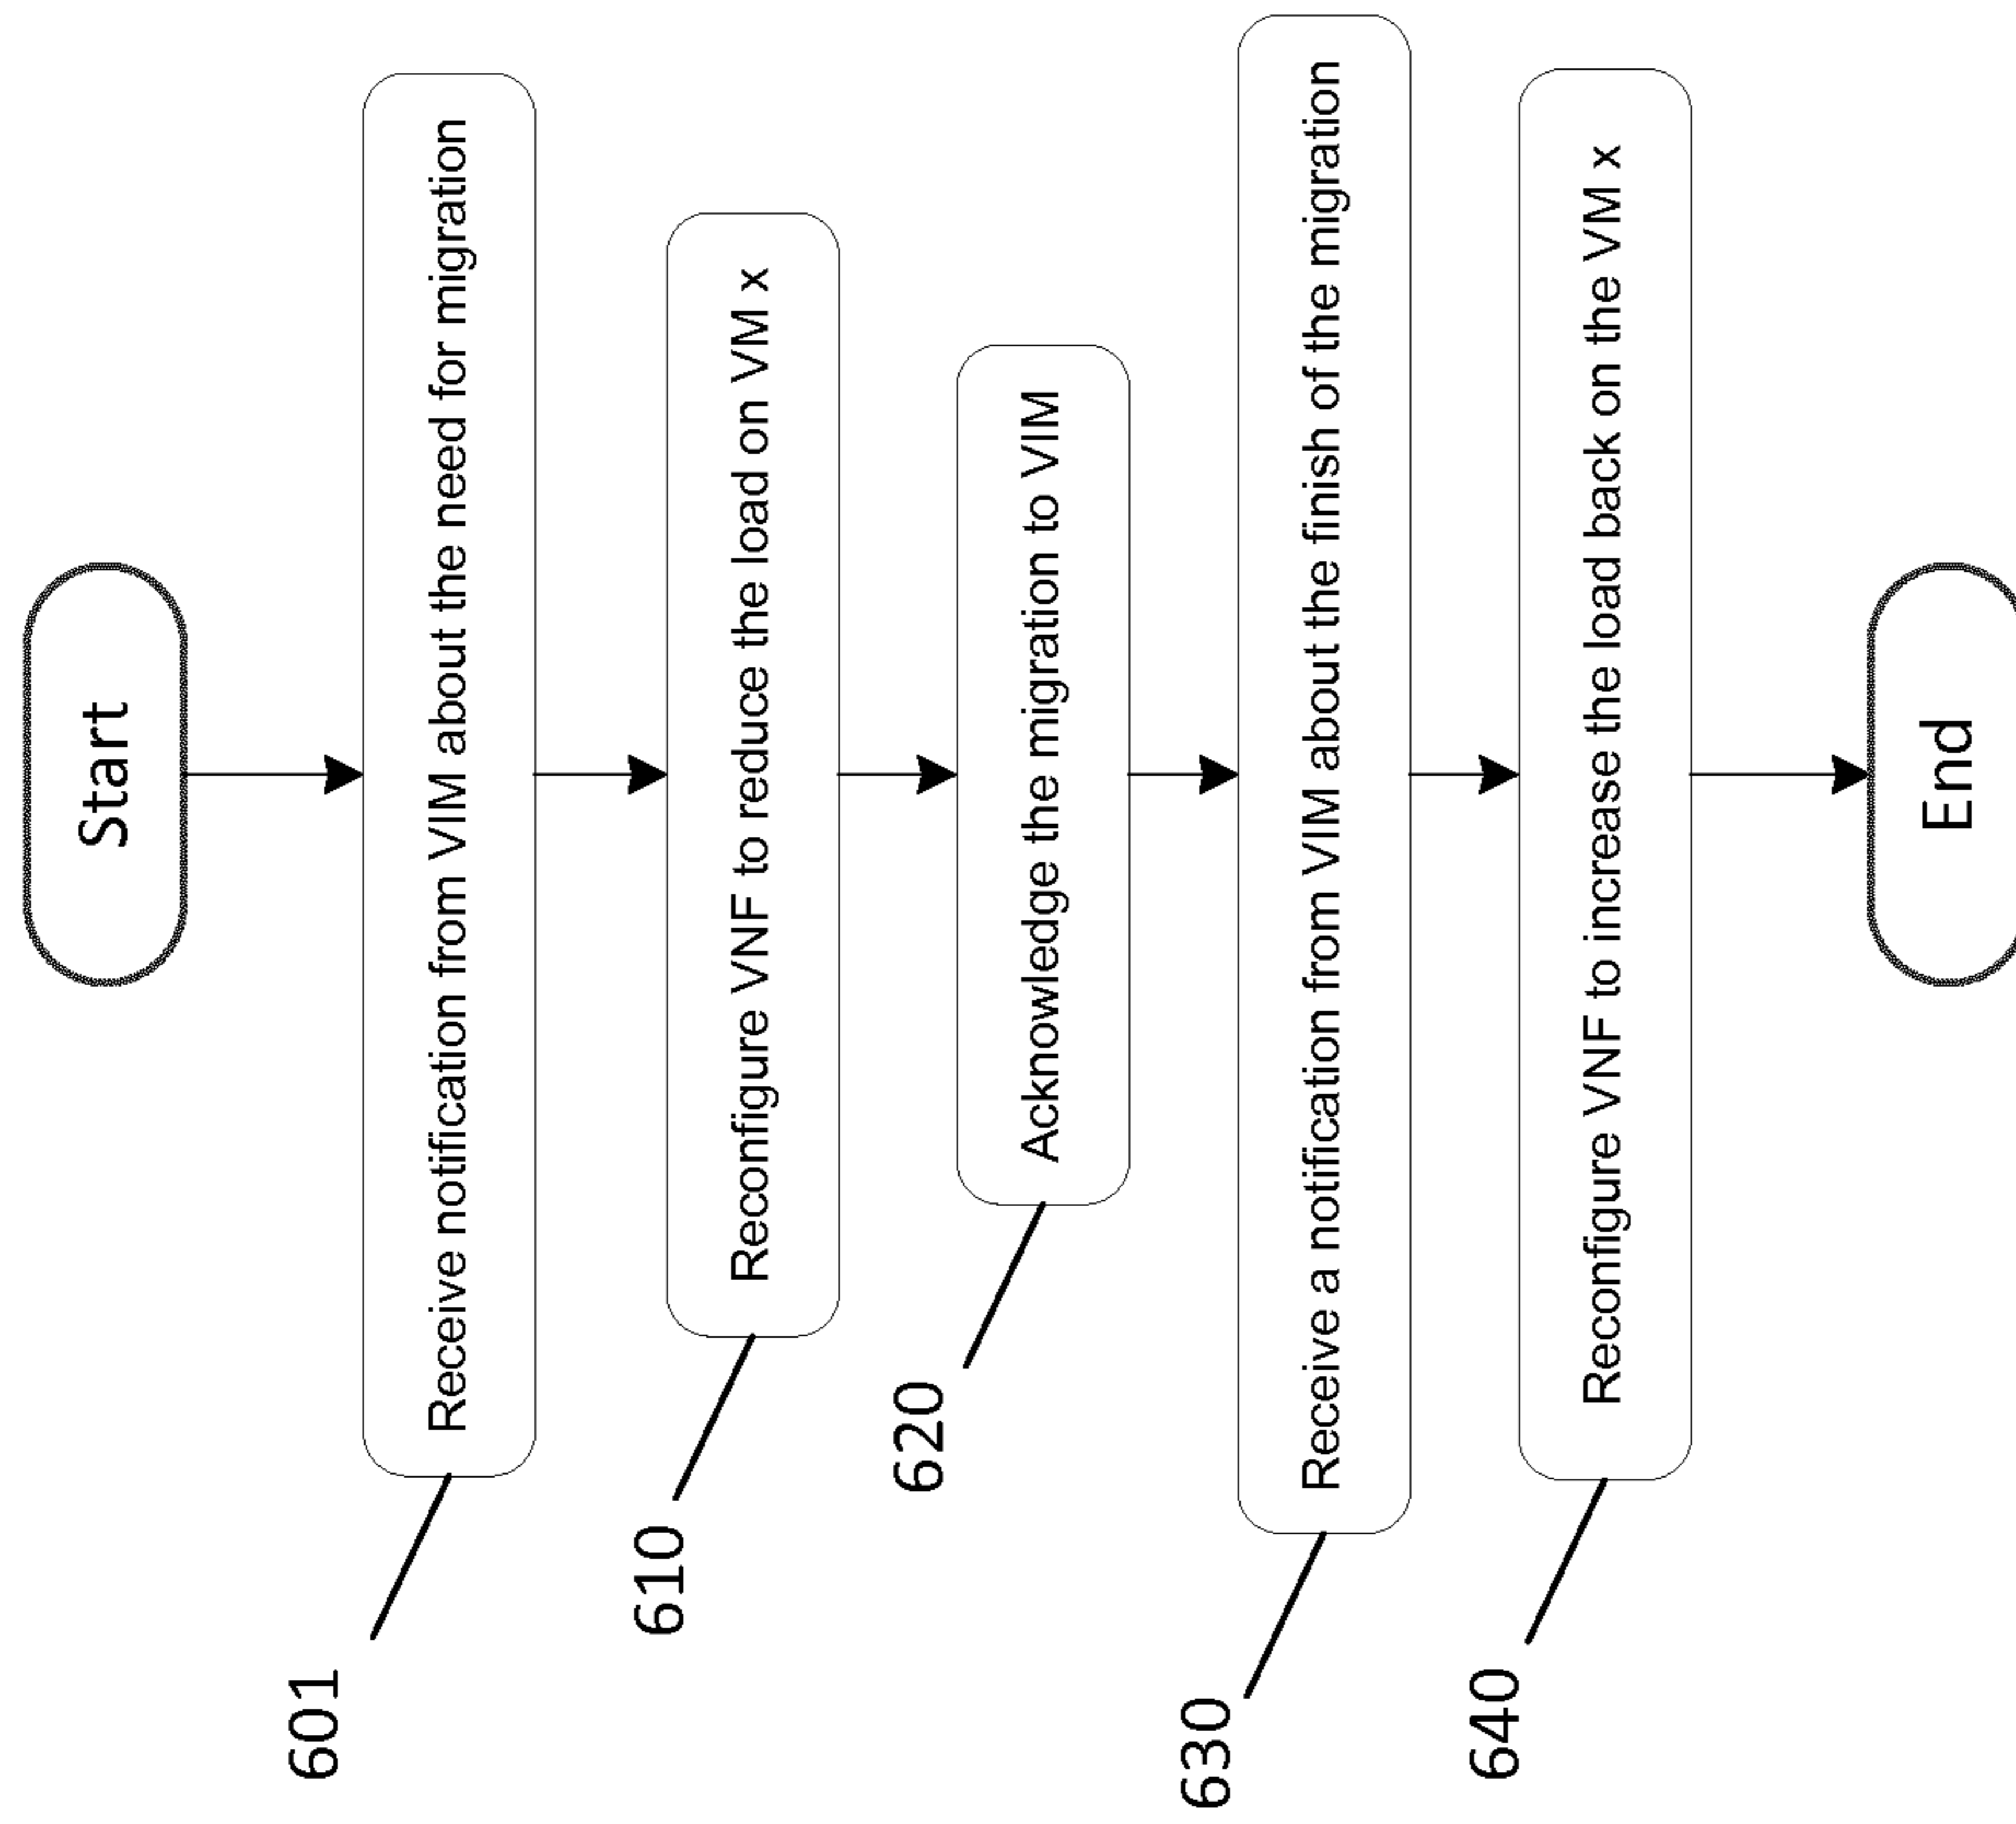 Start
601
Receive notification from VIM about the need for migration
610
Reconfigure VNF to reduce the load on VM x
620
Acknowledge the migration to VIM
630
Receive a notification from VIM about the finish of the migration
640
Reconfigure VNF to increase the load back on the VM x
End